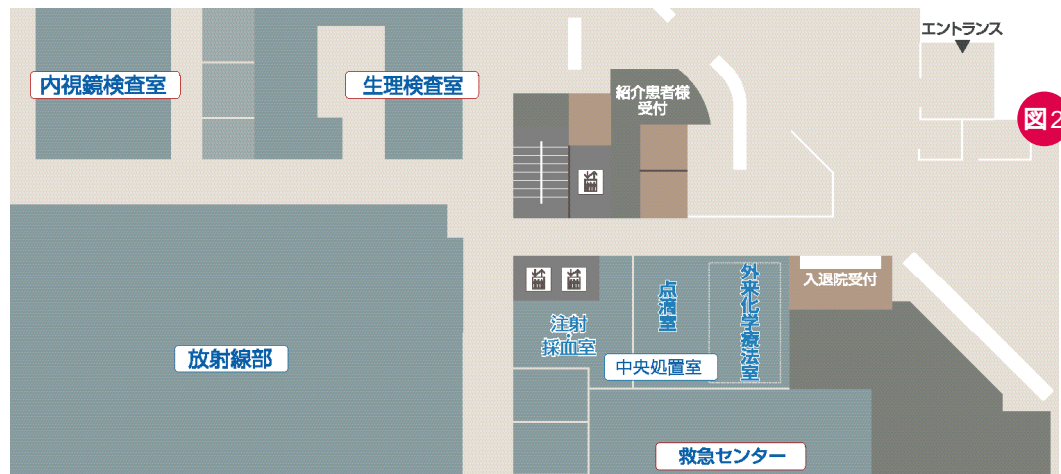 エントランス
内視鏡検査室
生理検査室
紹介患者様
受付
図2
入退院受付
点滴室
外来化学療法室
注射・
採血室
放射線部
中央処置室
救急センター